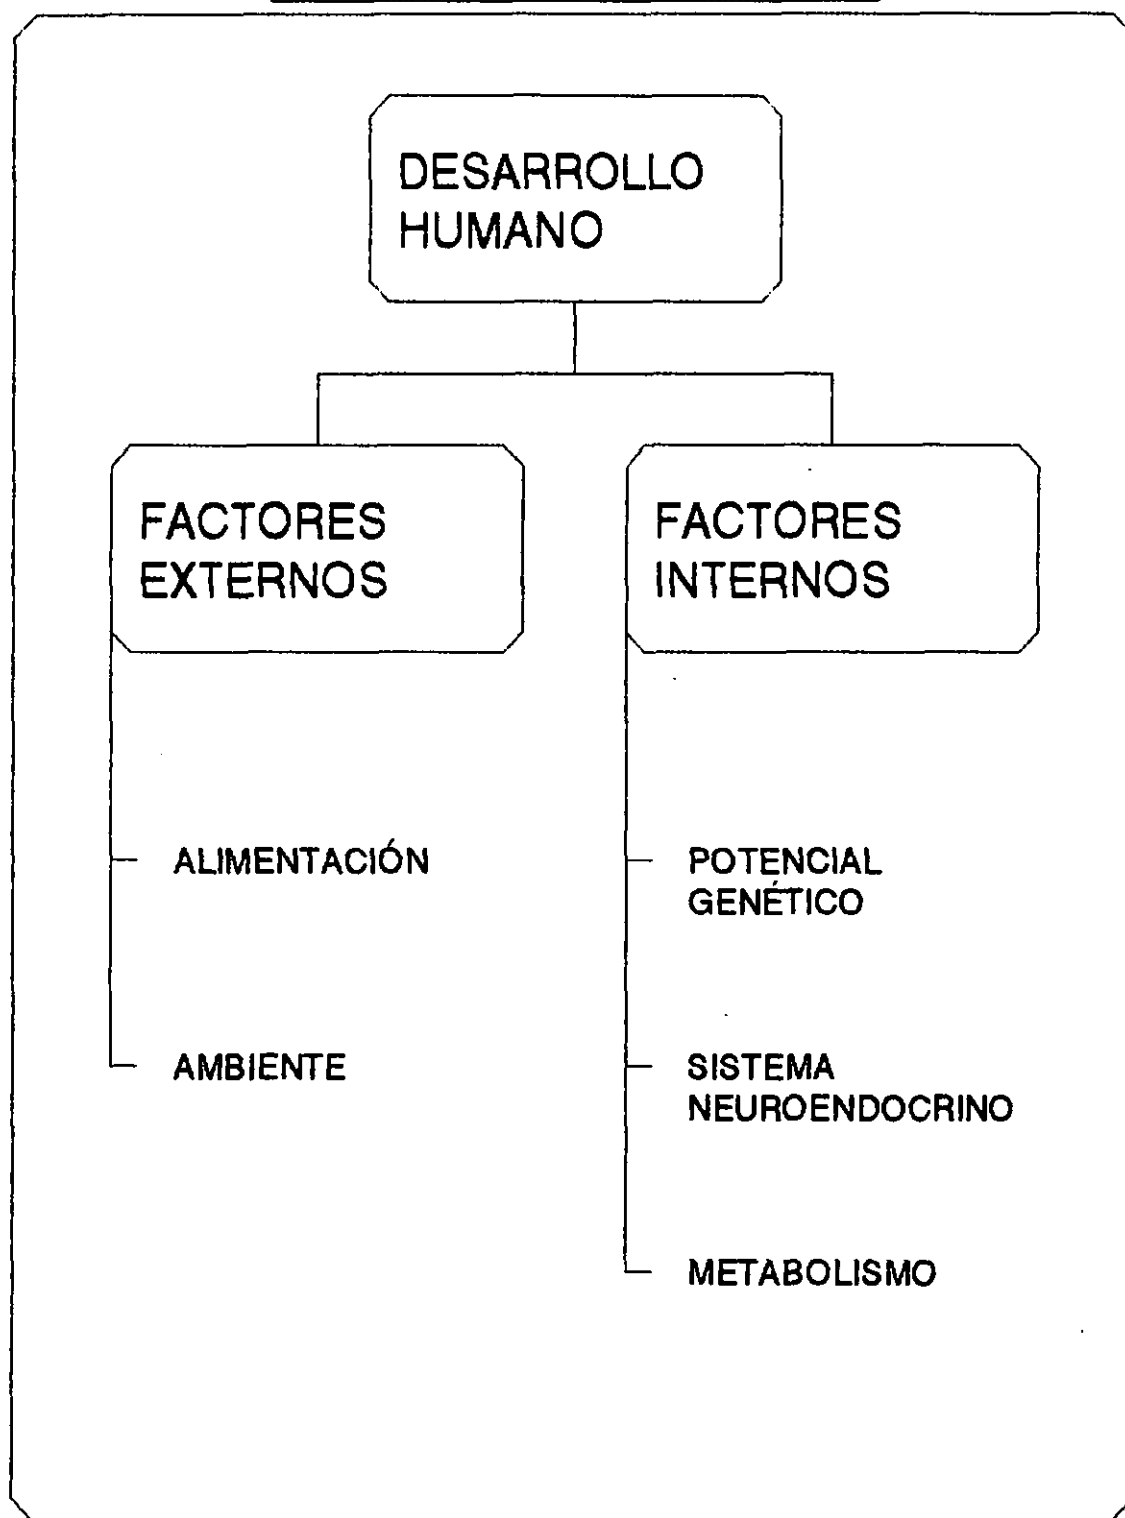 DESARROLLO
HUMANO
FACTORES
EXTERNOS
ALIMENTACIÓN
AMBIENTE
FACTORES
INTERNOS
POTENCIAL
GENÉTICO
SISTEMA
NEUROENDOCRINO
METABOLISMO